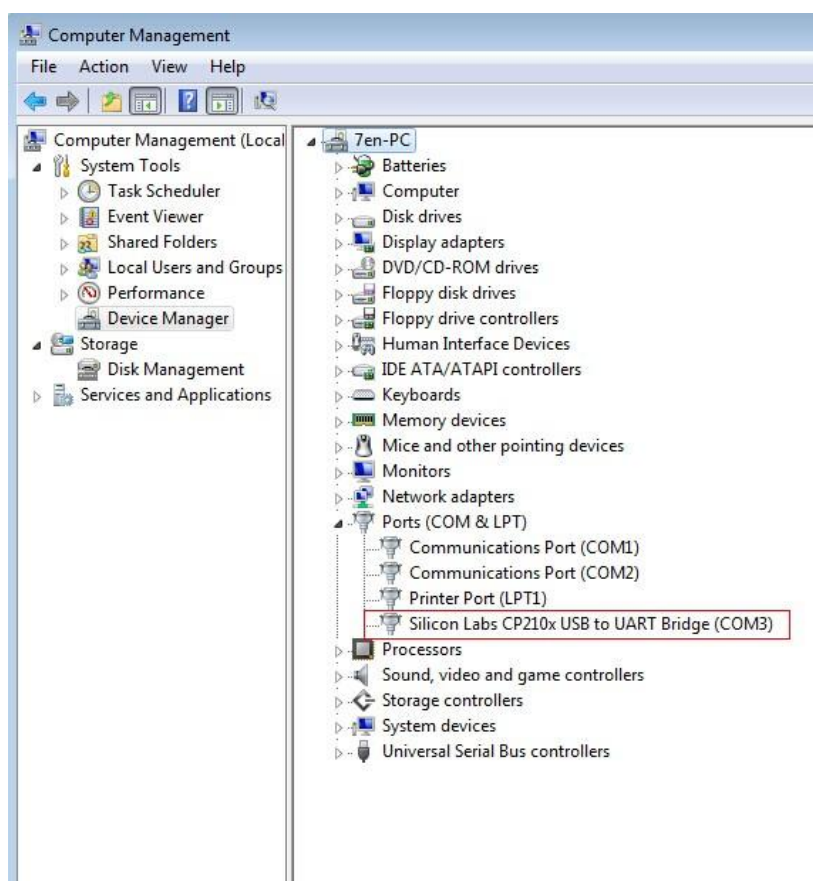 Computer Management
File Action View Help
Computer Management (Local
System Tools
Task Scheduler
Event Viewer
Shared Folders
Local Users and Groups
Performance
Device Manager
Storage
Disk Management
Services and Applications
7en-PC
Batteries
Computer
Disk drives
Display adapters
DVD/CD-ROM drives
Floppy disk drives
Floppy drive controllers
Human Interface Devices
IDE ATA/ATAPI controllers
Keyboards
Memory devices
Mice and other pointing devices
Monitors
Network adapters
Ports (COM & LPT)
Communications Port (COM1)
Communications Port (COM2)
Printer Port (LPT1)
Silicon Labs CP210x USB to UART Bridge (COM3)
Processors
Sound, video and game controllers
Storage controllers
System devices
Universal Serial Bus controllers